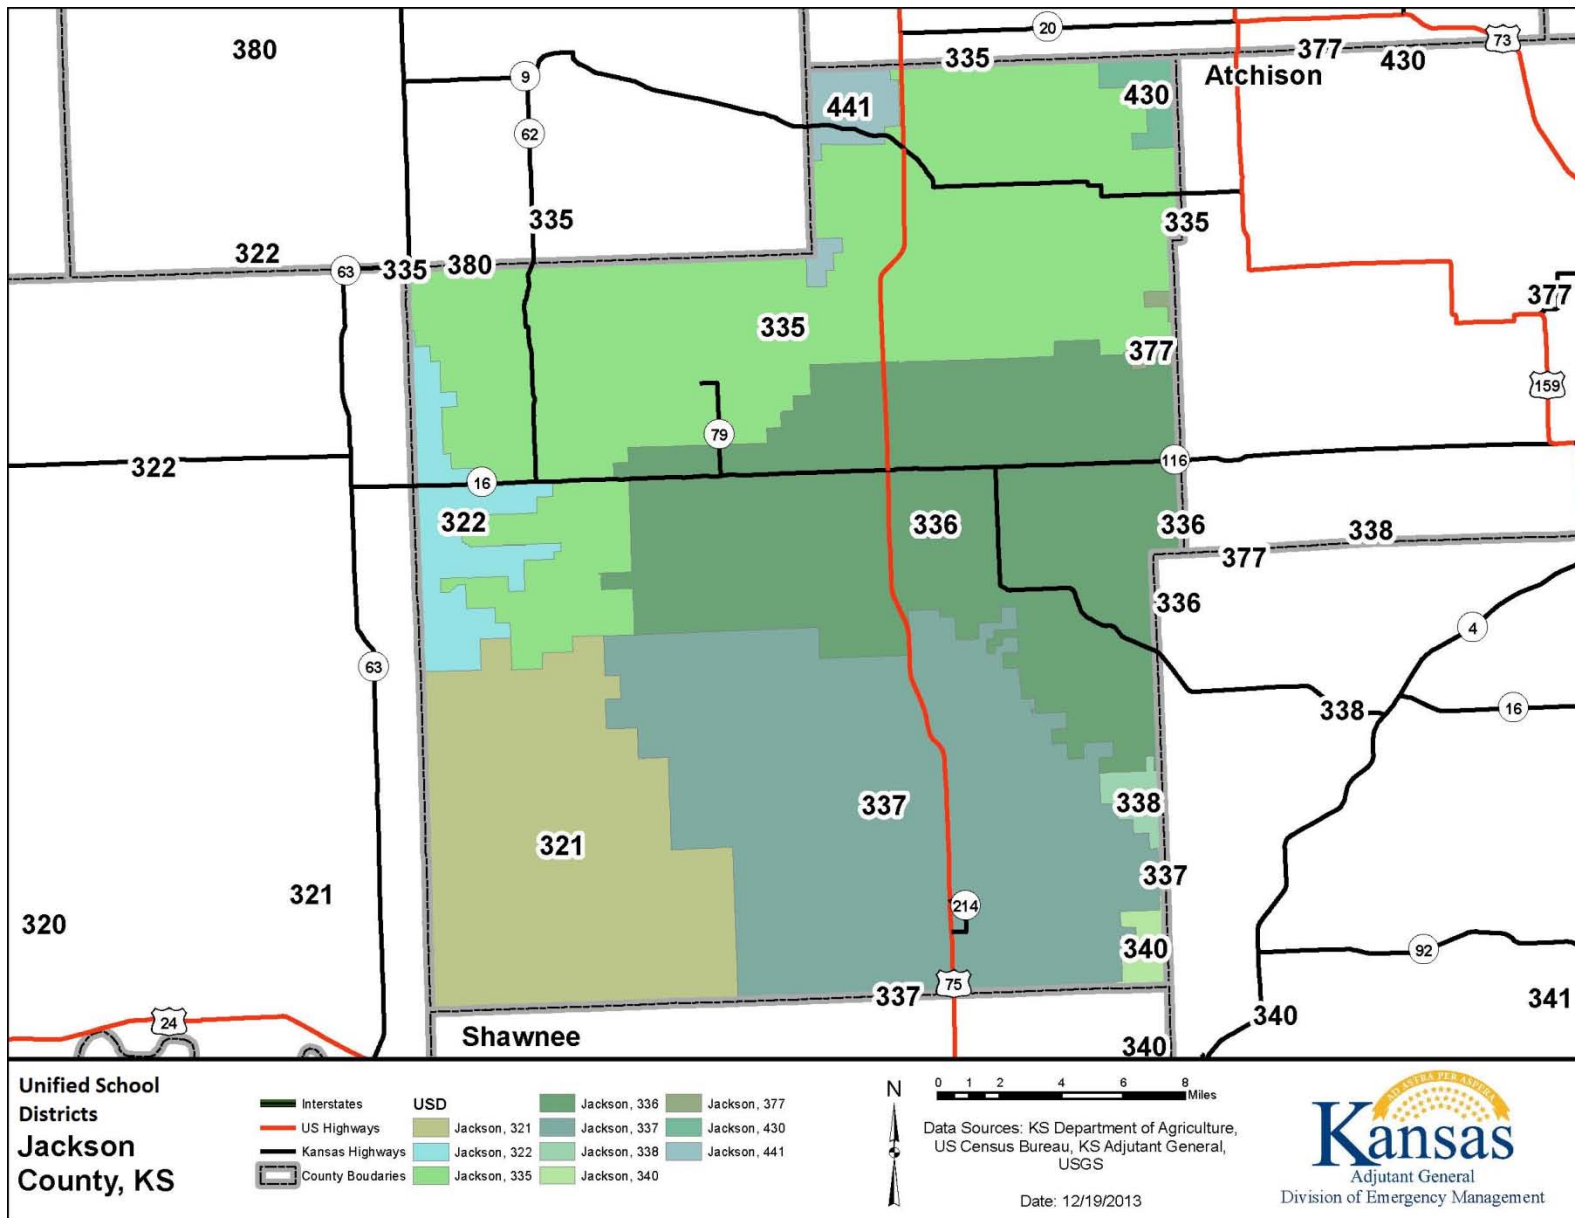 380
9
20
335
377
430
73
Atchison
441
430
62
335
335
322
63
335
380
377
335
377
159
79
322
16
116
322
336
336
338
377
336
4
63
338
16
337
338
321
337
321
320
214
340
92
341
75
337
24
340
Shawnee
340
Unified School
Districts
Jackson
County, KS
Interstates
US Highways
Kansas Highways
County Boudaries
USD
Jackson, 321
Jackson, 322
Jackson, 335
Jackson, 336
Jackson, 337
Jackson, 338
Jackson, 340
Jackson, 377
Jackson, 430
Jackson, 441
N
0 1 2 4 6 8
Miles
Data Sources: KS Department of Agriculture,
US Census Bureau, KS Adjutant General,
USGS
Date: 12/19/2013
AD ASTRA PER ASPERA
Kansas
Adjutant General
Division of Emergency Management